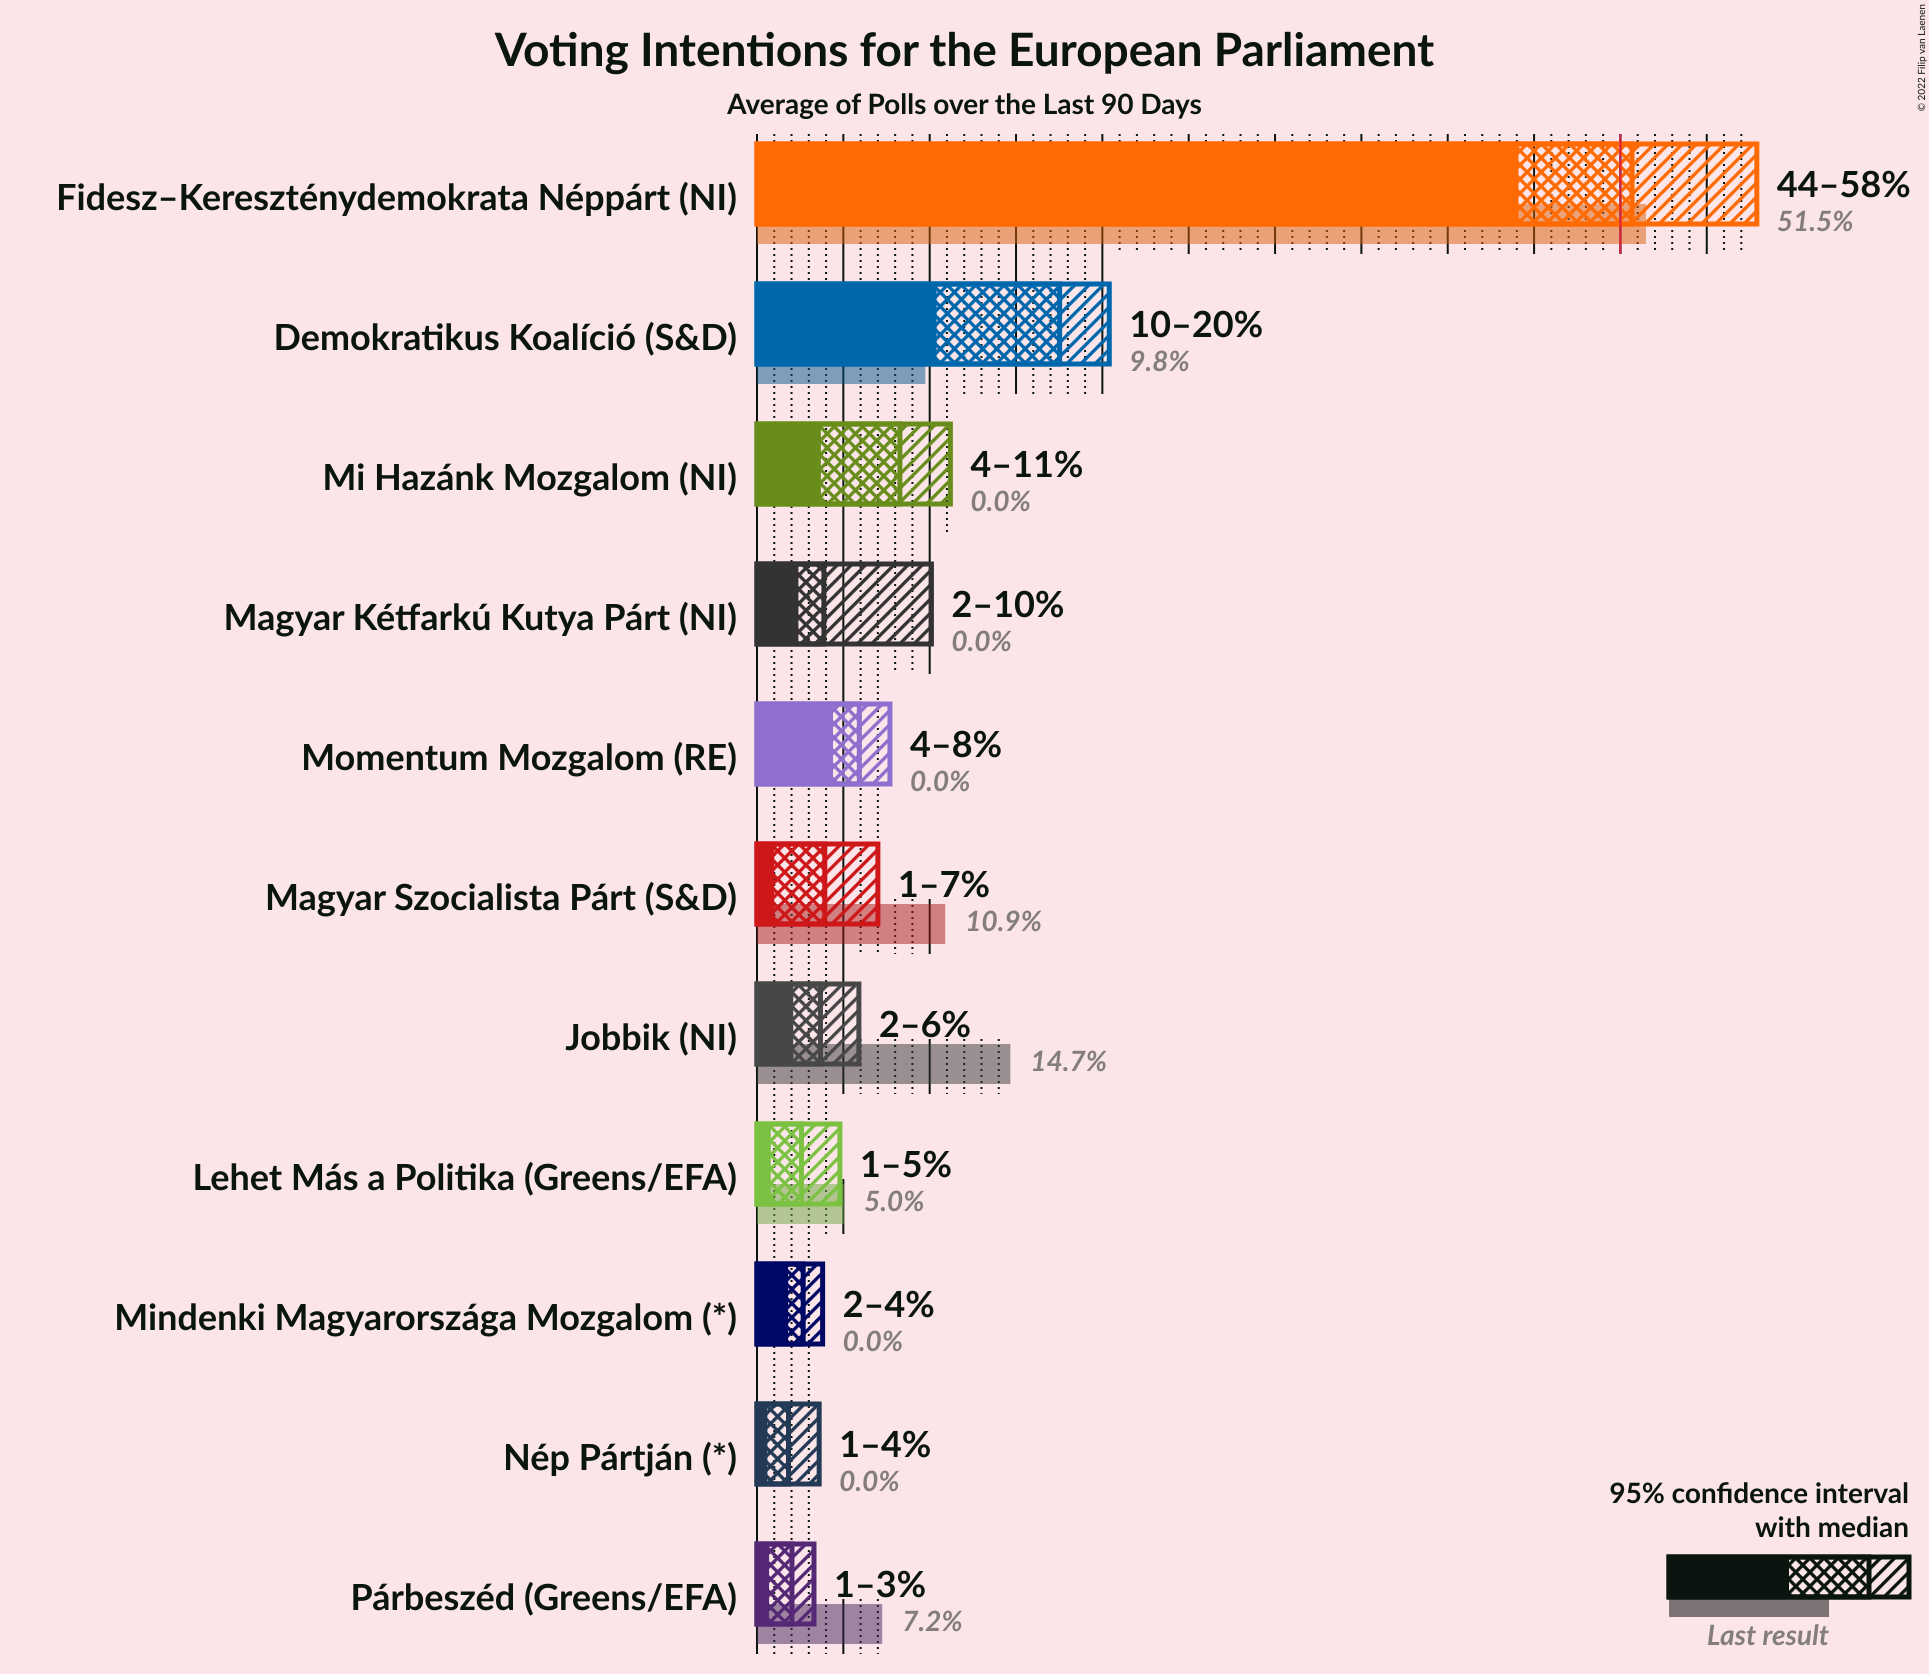 Voting Intentions for the European Parliament
Average of Polls over the Last 90 Days
© 2022 Filip van Laenen
Fidesz–Kereszténydemokrata Néppárt (NI)
44–58%
51.5%
Demokratikus Koalíció (S&D)
10–20%
9.8%
Mi Hazánk Mozgalom (NI)
4–11%
0.0%
Magyar Kétfarkú Kutya Párt (NI)
2–10%
0.0%
Momentum Mozgalom (RE)
4–8%
0.0%
Magyar Szocialista Párt (S&D)
1–7%
10.9%
Jobbik (NI)
2–6%
14.7%
Lehet Más a Politika (Greens/EFA)
1–5%
5.0%
Mindenki Magyarországa Mozgalom (*)
2–4%
0.0%
Nép Pártján (*)
1–4%
0.0%
Párbeszéd (Greens/EFA)
1–3%
7.2%
95% confidence interval
with median
Last result